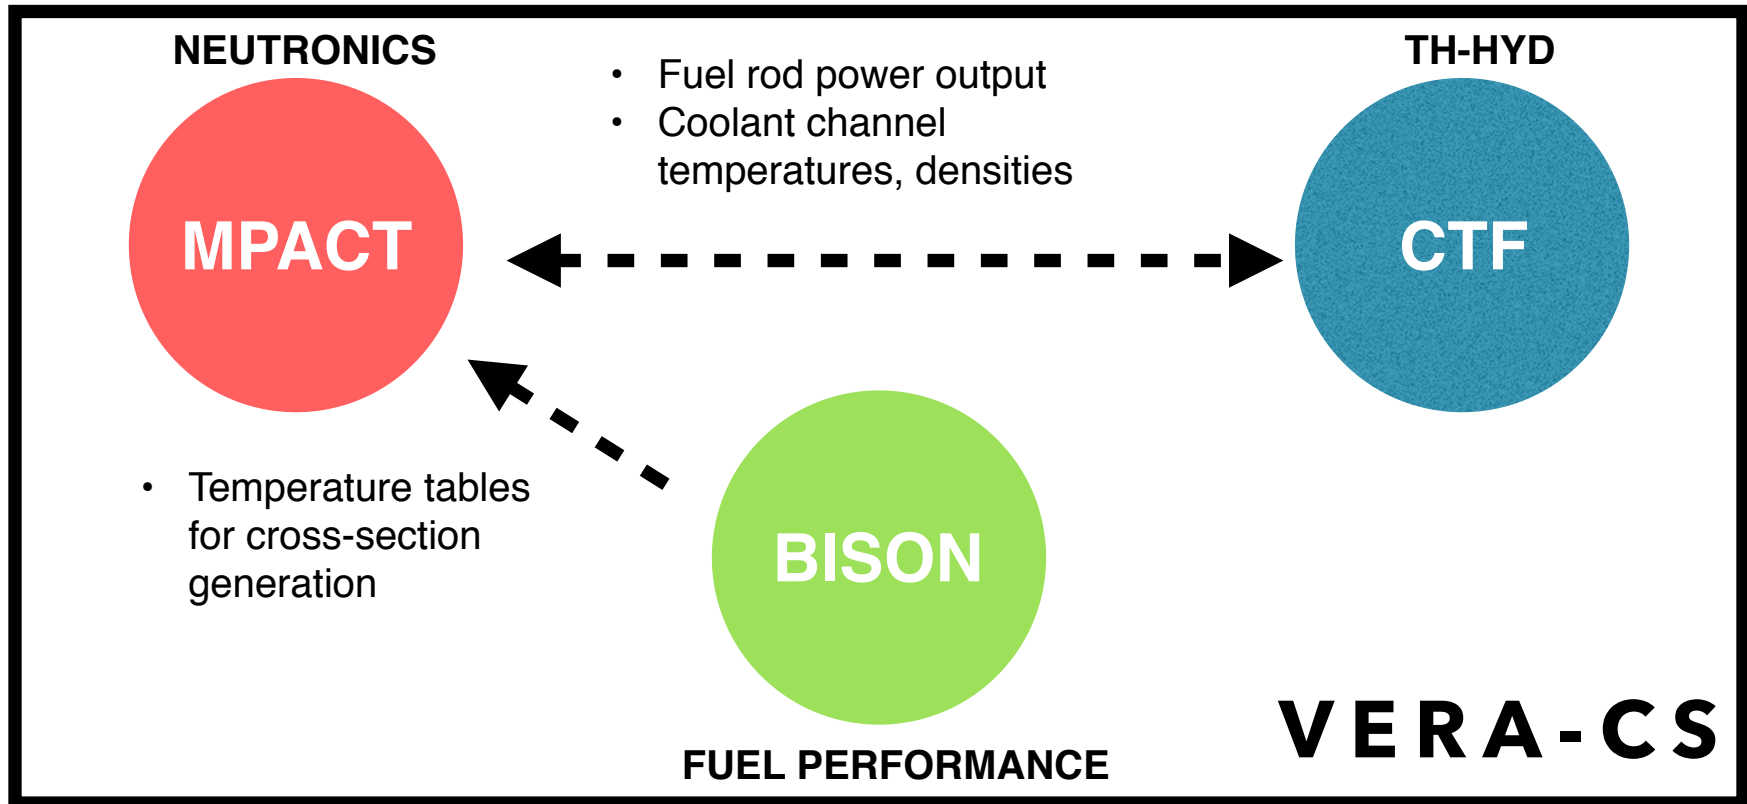 NEUTRONICS
TH-HYD
• Fuel rod power output
• Coolant channel
temperatures, densities
MPACT
CTF
• Temperature tables
for cross-section
generation
BISON
FUEL PERFORMANCE
VERA-CS